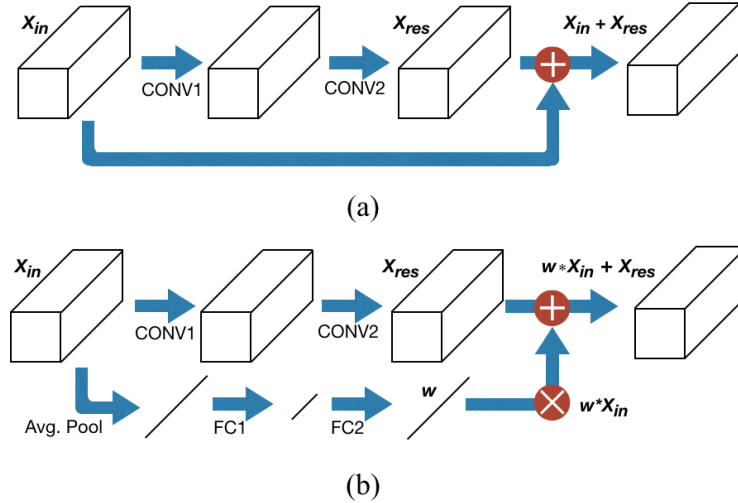 X_in X_res X_in + X_res
CONV1 CONV2
(a)
X_in X_res w*X_in + X_res
CONV1 CONV2
w
Avg. Pool FC1 FC2 w*X_in
(b)